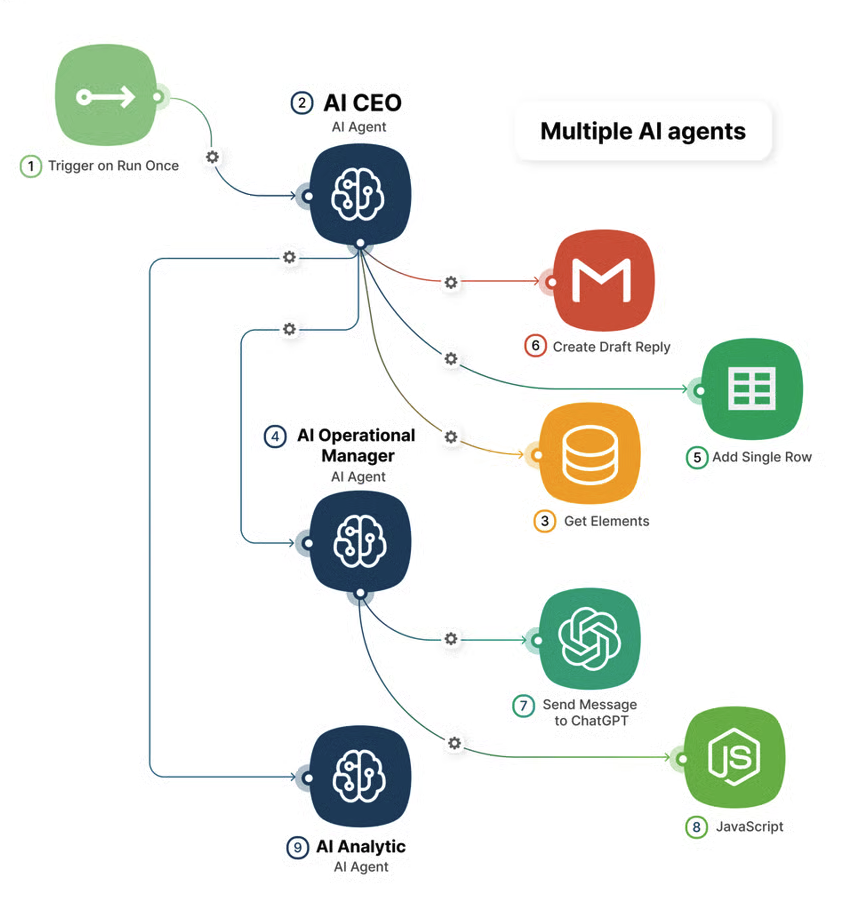 2 AI CEO
AI Agent
Multiple AI agents
1 Trigger on Run Once
6 Create Draft Reply
4 AI Operational
Manager
AI Agent
5 Add Single Row
3 Get Elements
7 Send Message
to ChatGPT
JS
8 JavaScript
9 AI Analytic
AI Agent